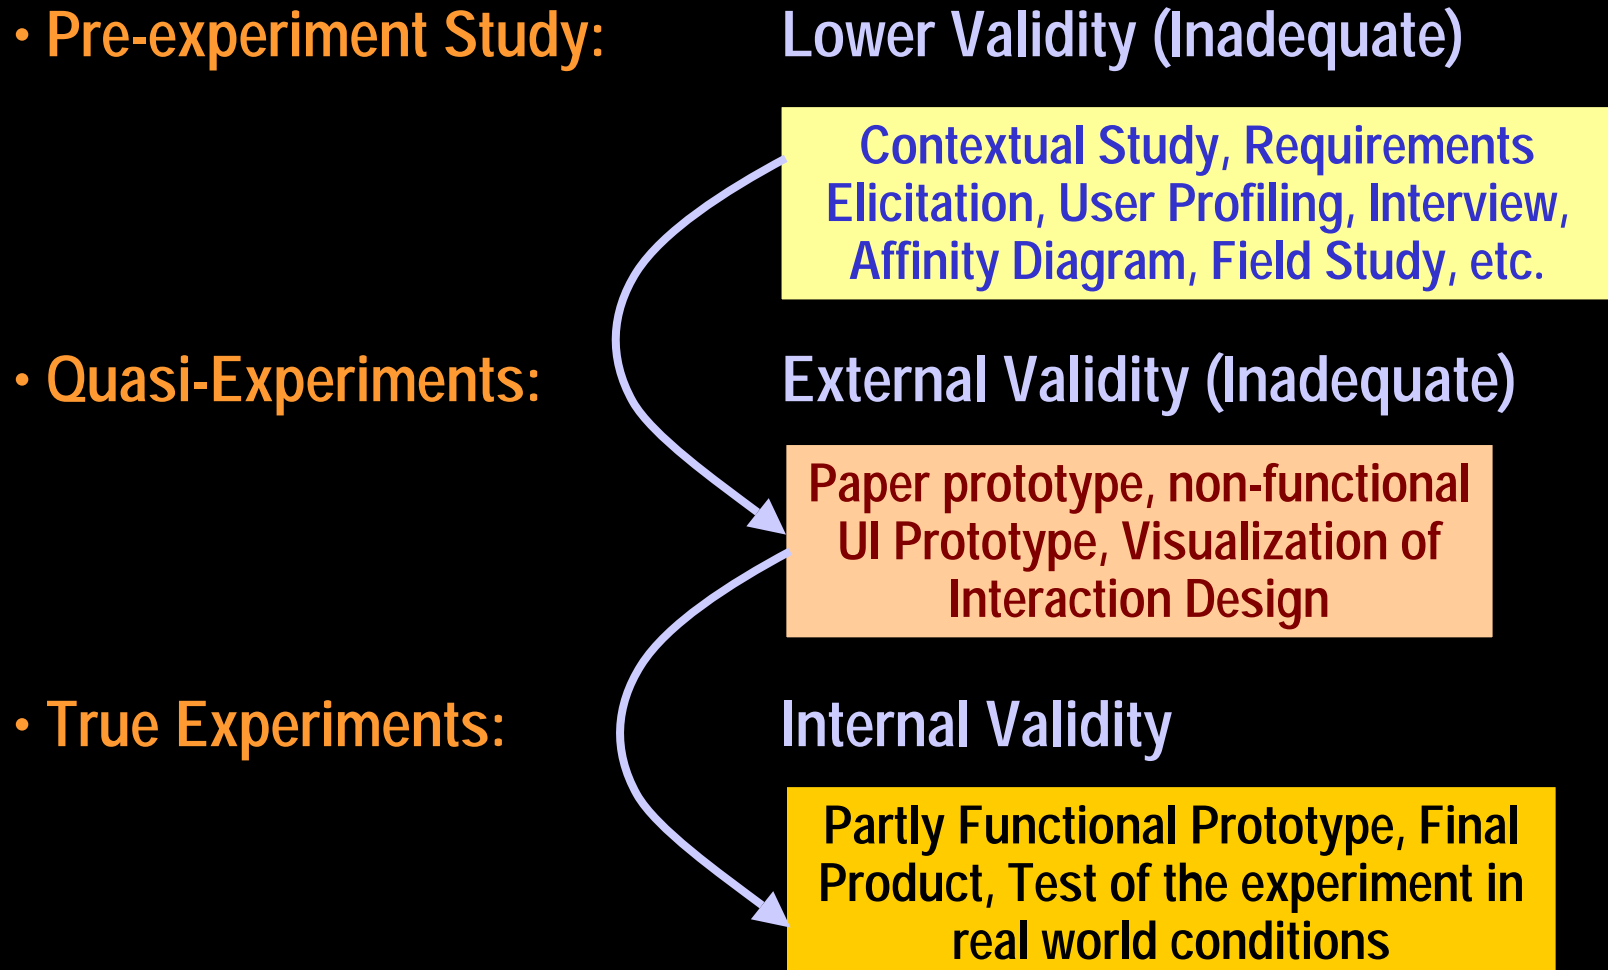 • Pre-experiment Study: Lower Validity (Inadequate)
Contextual Study, Requirements
Elicitation, User Profiling, Interview,
Affinity Diagram, Field Study, etc.
• Quasi-Experiments: External Validity (Inadequate)
Paper prototype, non-functional
UI Prototype, Visualization of
Interaction Design
• True Experiments: Internal Validity
Partly Functional Prototype, Final
Product, Test of the experiment in
real world conditions